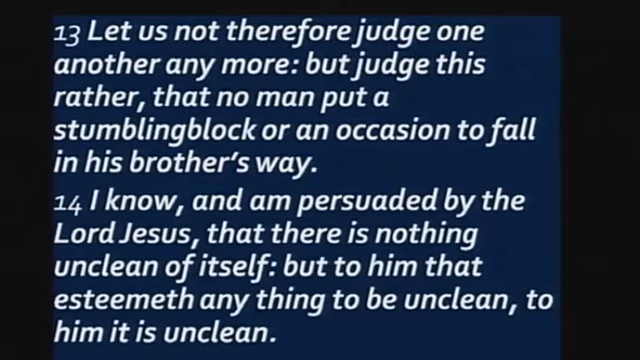 13 Let us not therefore judge one
another any more: but judge this
rather, that no man put a
stumblingblock or an occasion to fall
in his brother's way.
14 I know, and am persuaded by the
Lord Jesus, that there is nothing
unclean of itself: but to him that
esteemeth any thing to be unclean, to
him it is unclean.